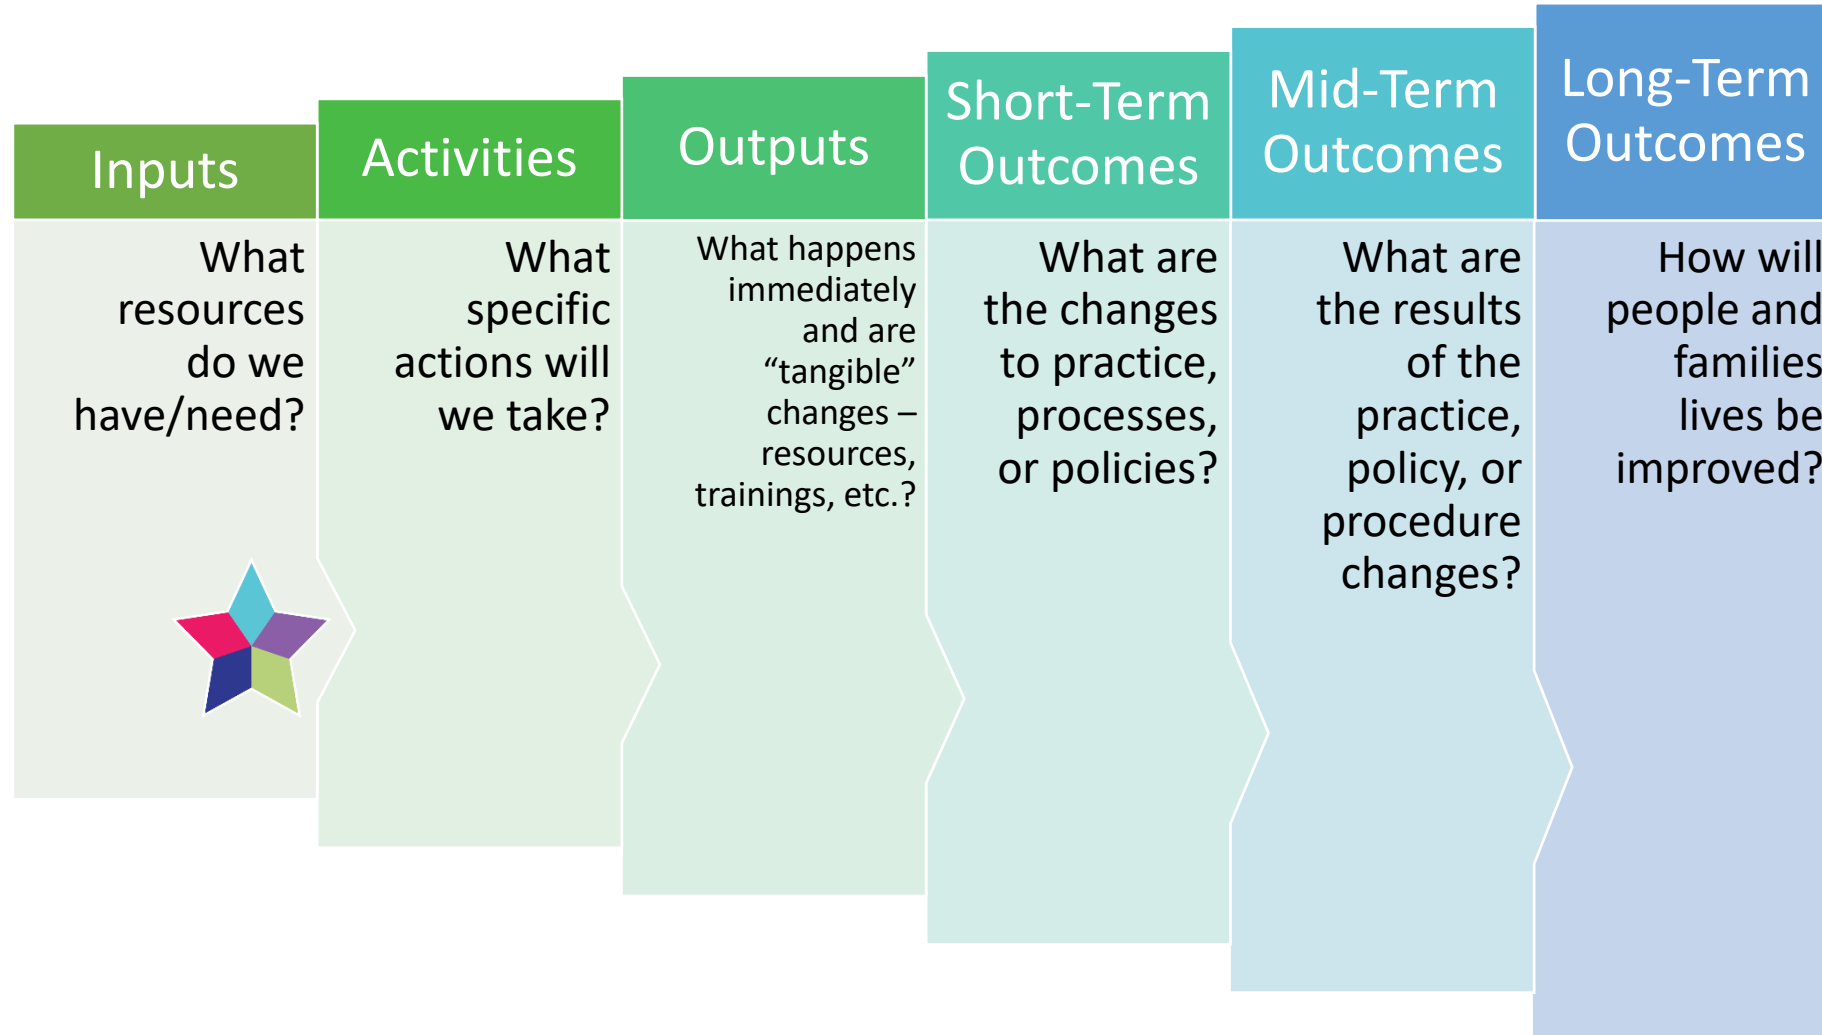 Inputs
What
resources
do we
have/need?
Activities
What
specific
actions will
we take?
Outputs
What happens
immediately
and are
“tangible”
changes –
resources,
trainings, etc.?
Short-Term
Outcomes
What are
the changes
to practice,
processes,
or policies?
Mid-Term
Outcomes
What are
the results
of the
practice,
policy, or
procedure
changes?
Long-Term
Outcomes
How will
people and
families
lives be
improved?